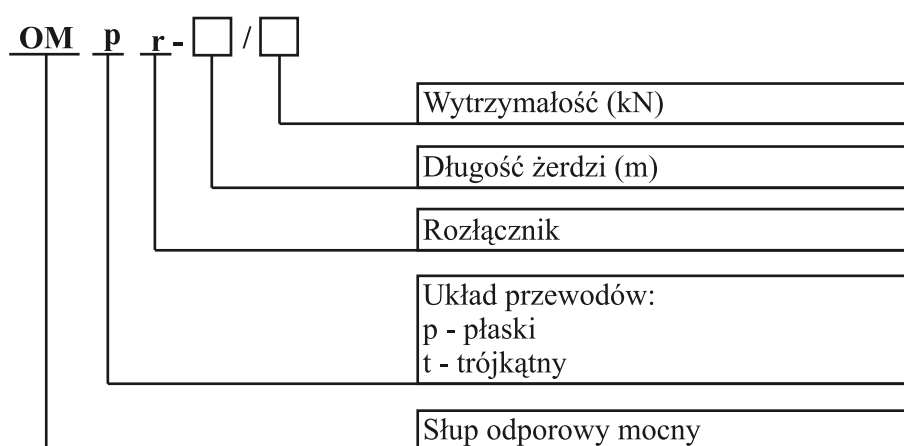 OM p r - □ / □
Wytrzymałość (kN)
Długość żerdzi (m)
Rozłącznik
Układ przewodów:
p - płaski
t - trójkątny
Słup odporowy mocny